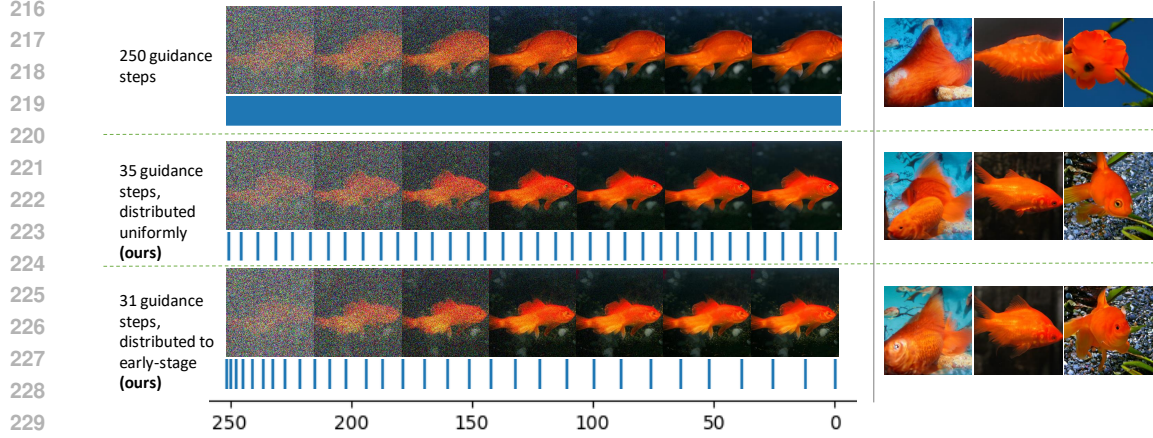 216
217
218
219
220
221
222
223
224
225
226
227
228
229
250 guidance
steps
35 guidance
steps,
distributed
uniformly
(ours)
31 guidance
steps,
distributed to
early-stage
(ours)
250 200 150 100 50 0